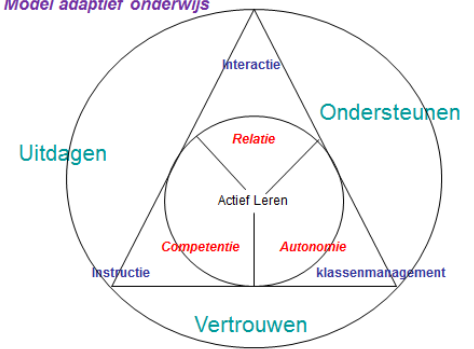 Model adaptief onderwijs
Interactie
Ondersteunen
Relatie
Uitdagen
Actief Leren
Competentie
Autonomie
Instructie
klassenmanagement
Vertrouwen